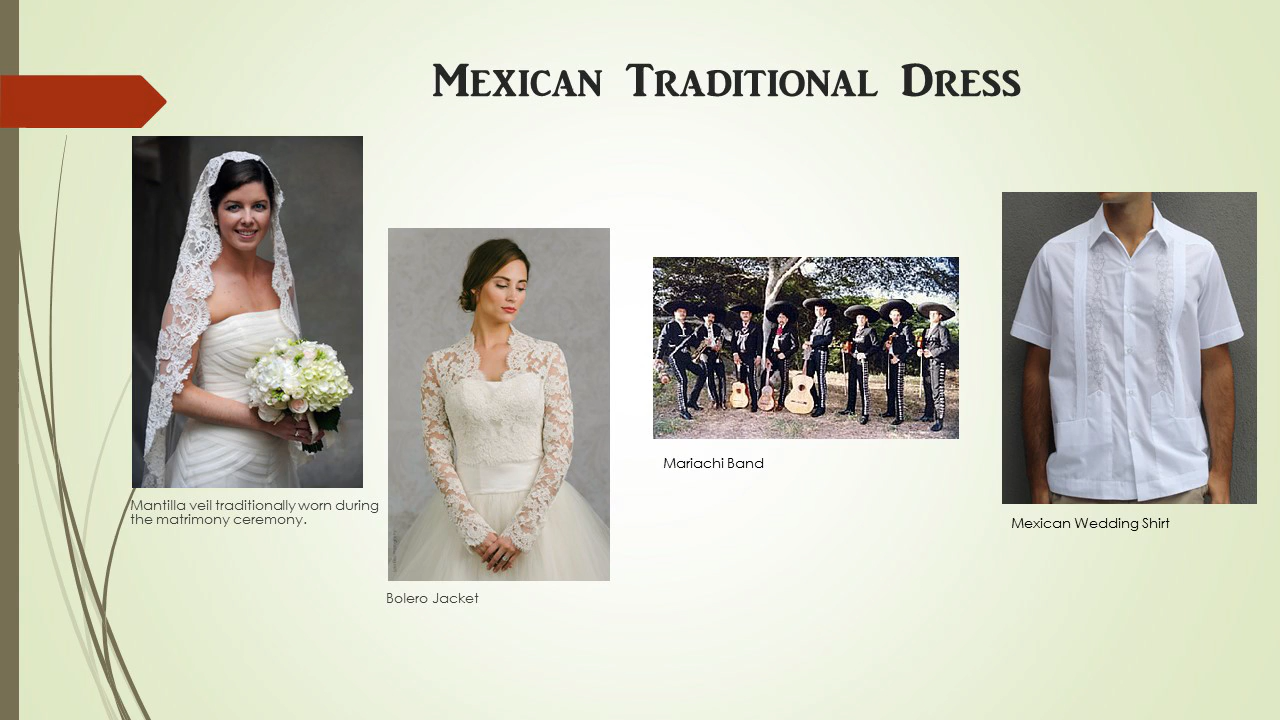 Mexican Traditional Dress
Mantilla veil traditionally worn during
the matrimony ceremony.
Bolero Jacket
Mariachi Band
Mexican Wedding Shirt